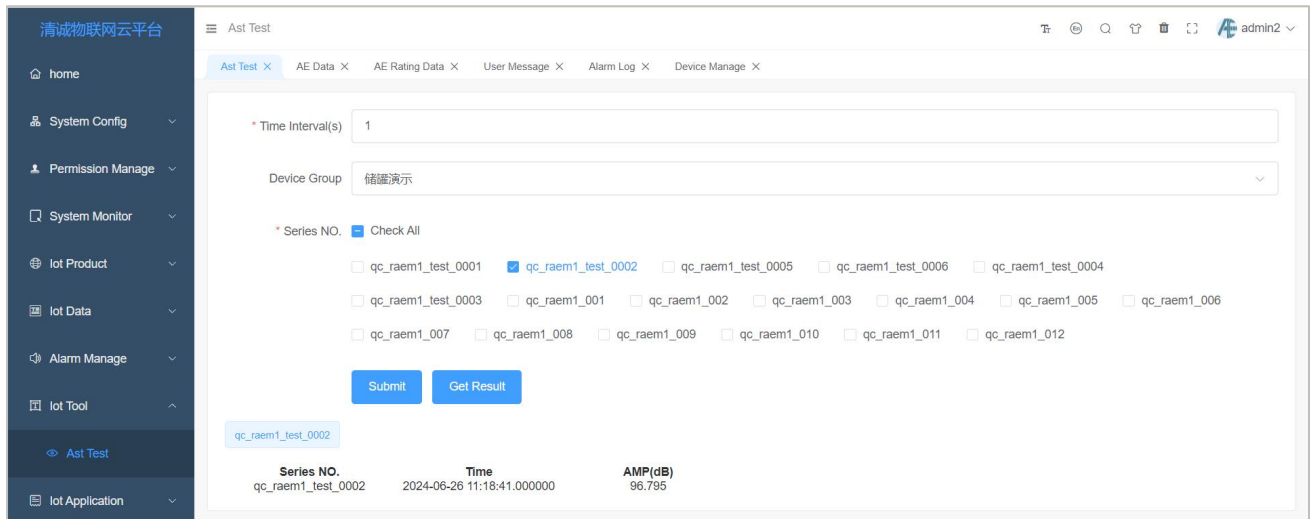 清诚物联网云平台
Ast Test
Tт En admin2
Ast Test AE Data AE Rating Data User Message Alarm Log Device Manage
home
System Config
Permission Manage
System Monitor
Iot Product
Iot Data
Alarm Manage
Iot Tool
Ast Test
Iot Application
* Time Interval(s) 1
Device Group 储罐演示
* Series NO. Check All
qc_raem1_test_0001 qc_raem1_test_0002 qc_raem1_test_0005 qc_raem1_test_0006 qc_raem1_test_0004
qc_raem1_test_0003 qc_raem1_001 qc_raem1_002 qc_raem1_003 qc_raem1_004 qc_raem1_005 qc_raem1_006
qc_raem1_007 qc_raem1_008 qc_raem1_009 qc_raem1_010 qc_raem1_011 qc_raem1_012
Submit Get Result
qc_raem1_test_0002
Series NO. Time AMP(dB)
qc_raem1_test_0002 2024-06-26 11:18:41.000000 96.795